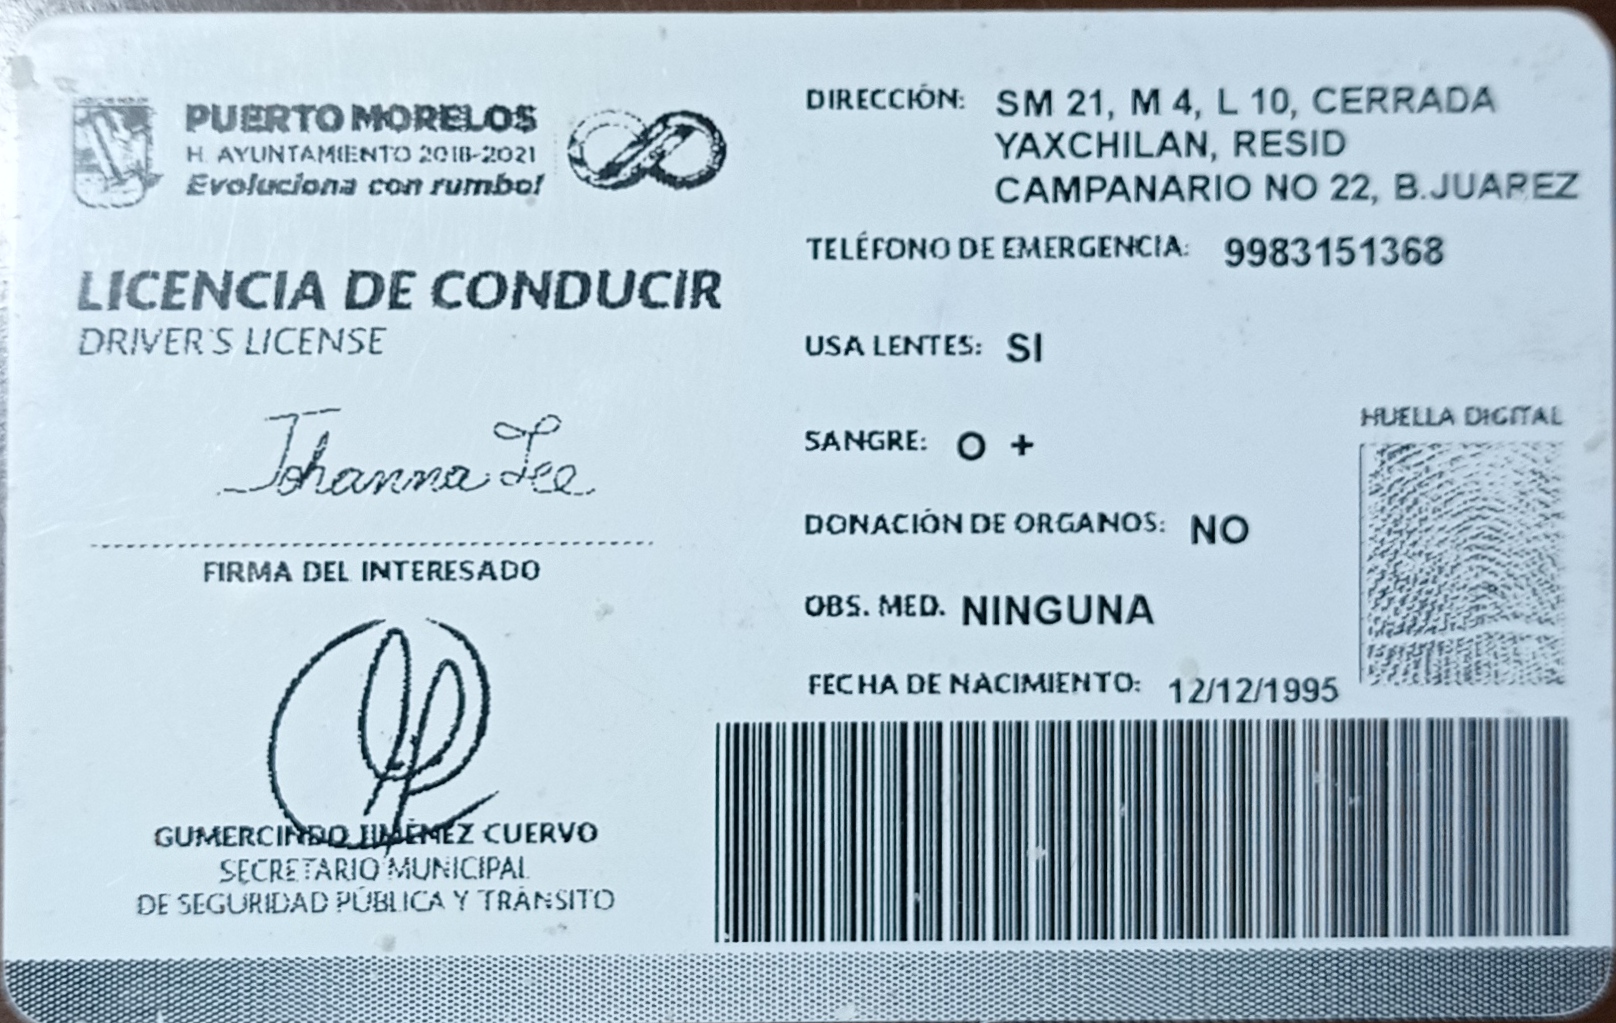 PUERTO MORELOS
H. AYUNTAMIENTO 2018-2021
Evoluciona con rumbo!
LICENCIA DE CONDUCIR
DRIVER'S LICENSE
Johanna Lee
FIRMA DEL INTERESADO
GUMERCINDO JIMÉNEZ CUERVO
SECRETARIO MUNICIPAL
DE SEGURIDAD PÚBLICA Y TRÁNSITO
DIRECCIÓN: SM 21, M 4, L 10, CERRADA
YAXCHILAN, RESID
CAMPANARIO NO 22, B.JUAREZ
TELÉFONO DE EMERGENCIA: 9983151368
USA LENTES: SI
SANGRE: O +
DONACIÓN DE ORGANOS: NO
OBS. MED. NINGUNA
FECHA DE NACIMIENTO: 12/12/1995
HUELLA DIGITAL